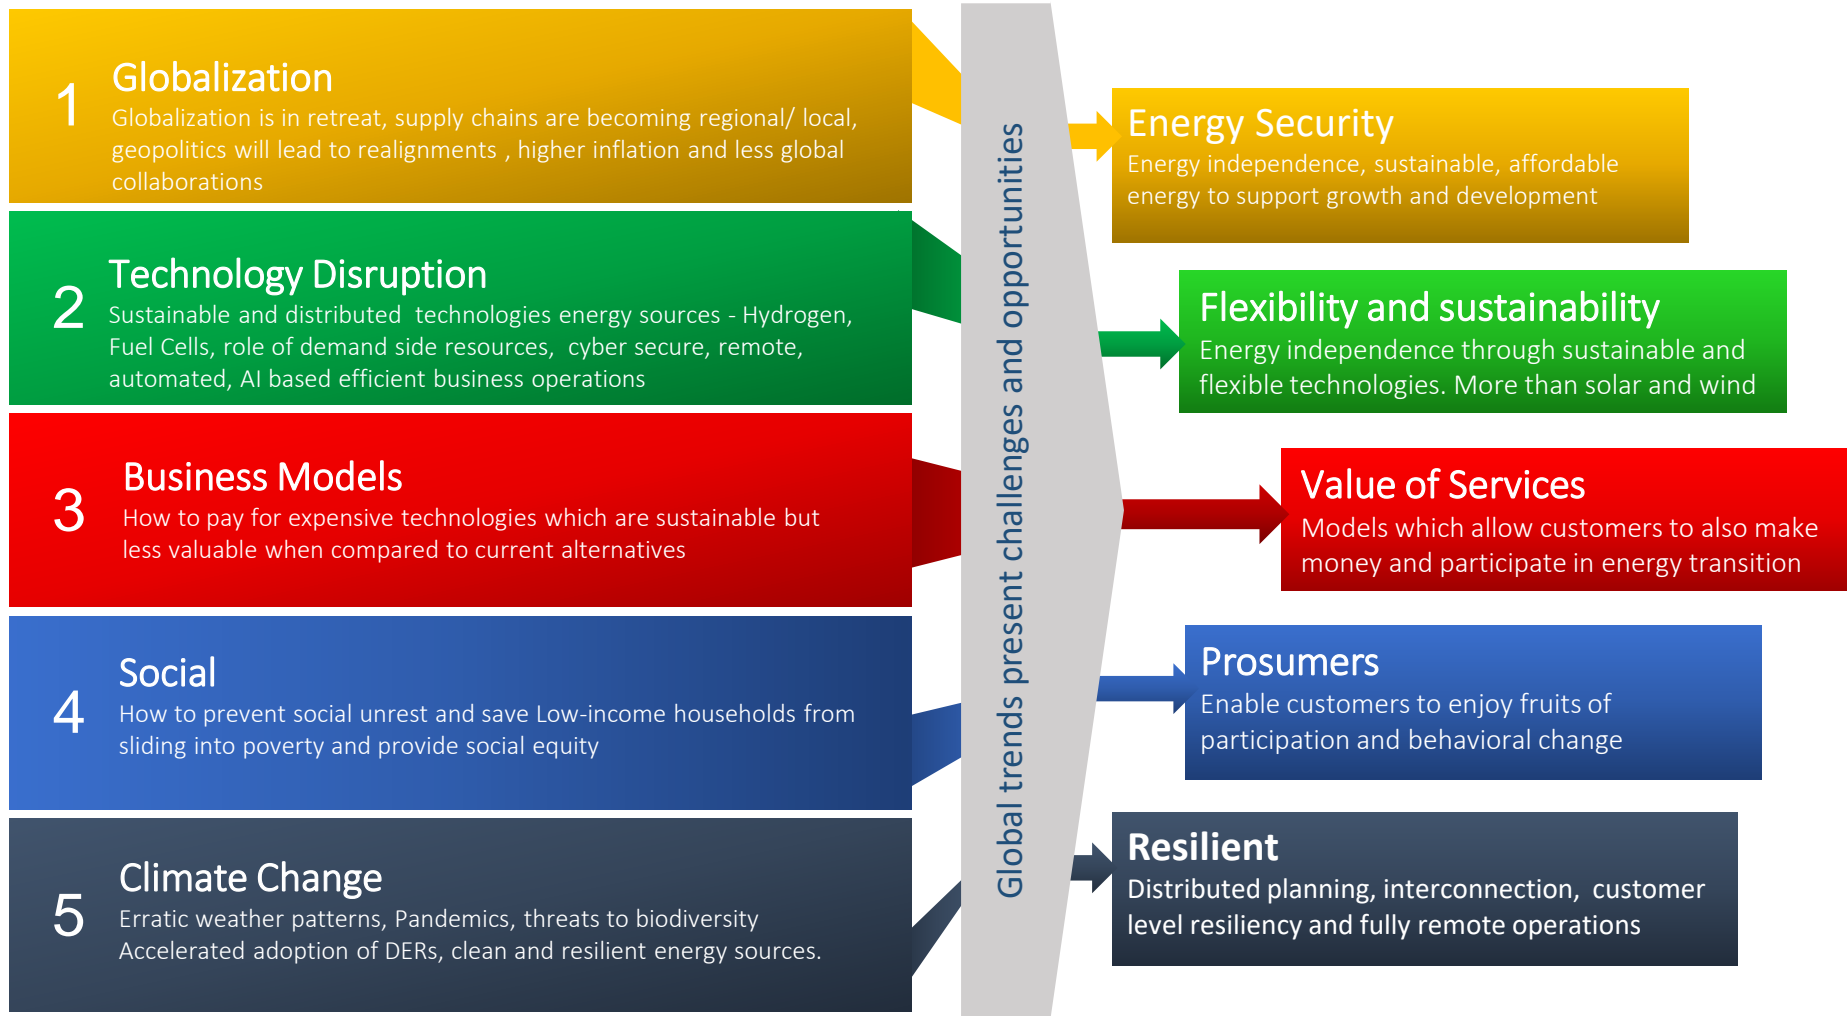 1
Globalization
Globalization is in retreat, supply chains are becoming regional/ local,
geopolitics will lead to realignments , higher inflation and less global
collaborations
2
Technology Disruption
Sustainable and distributed  technologies energy sources - Hydrogen,
Fuel Cells, role of demand side resources,  cyber secure, remote,
automated, AI based efficient business operations
3
Business Models
How to pay for expensive technologies which are sustainable but
less valuable when compared to current alternatives
4
Social
How to prevent social unrest and save Low-income households from
sliding into poverty and provide social equity
5
Climate Change
Erratic weather patterns, Pandemics, threats to biodiversity
Accelerated adoption of DERs, clean and resilient energy sources.
Global trends present challenges and opportunities
Energy Security
Energy independence, sustainable, affordable
energy to support growth and development
Flexibility and sustainability
Energy independence through sustainable and
flexible technologies. More than solar and wind
Value of Services
Models which allow customers to also make
money and participate in energy transition
Prosumers
Enable customers to enjoy fruits of
participation and behavioral change
Resilient
Distributed planning, interconnection,  customer
level resiliency and fully remote operations